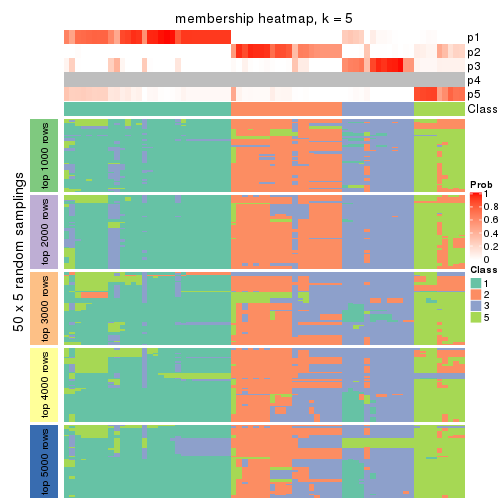 membership heatmap, k = 5
p1
p2
p3
p4
p5
Class
50 x 5 random samplings
top 1000 rows
top 2000 rows
top 3000 rows
top 4000 rows
top 5000 rows
Prob
1
0.8
0.6
0.4
0.2
0
Class
1
2
3
5